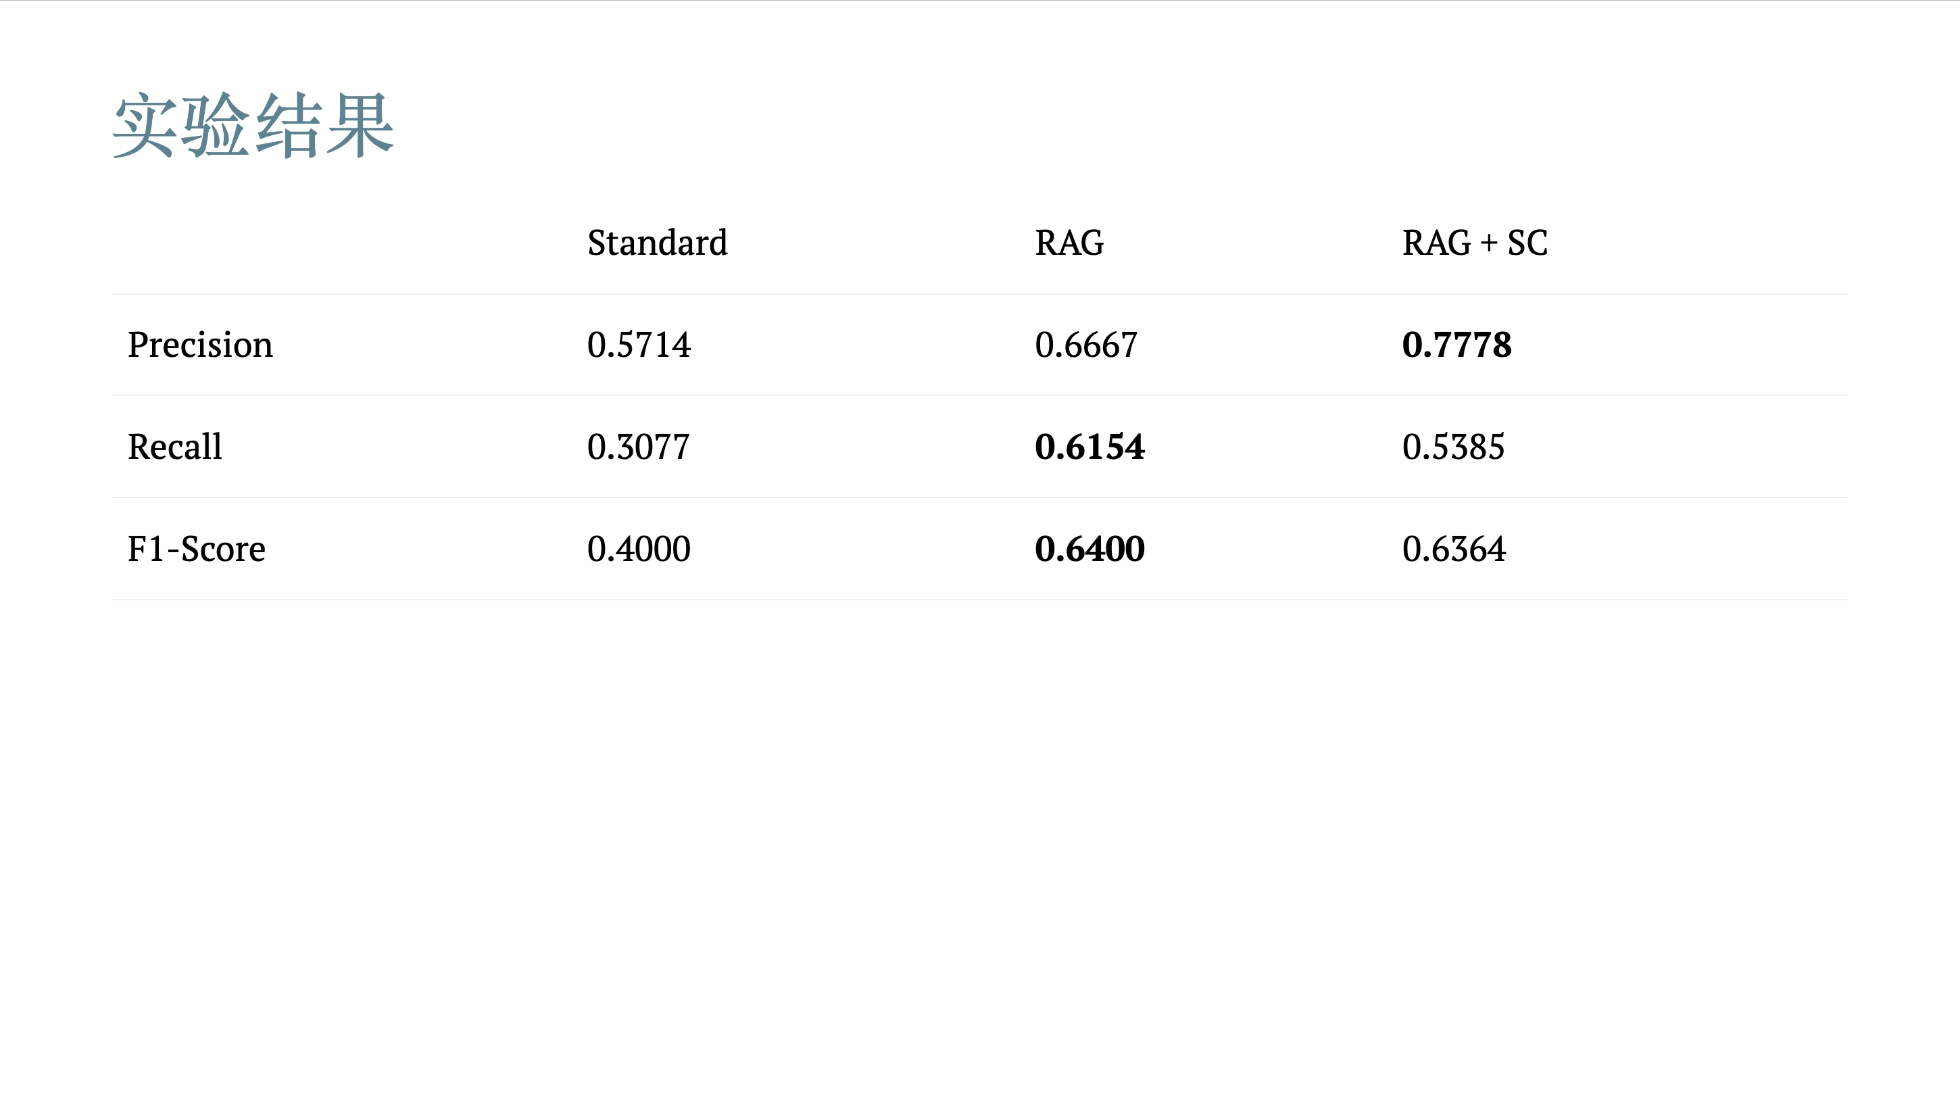 实验结果
Standard RAG RAG + SC
Precision 0.5714 0.6667 0.7778
Recall 0.3077 0.6154 0.5385
F1-Score 0.4000 0.6400 0.6364